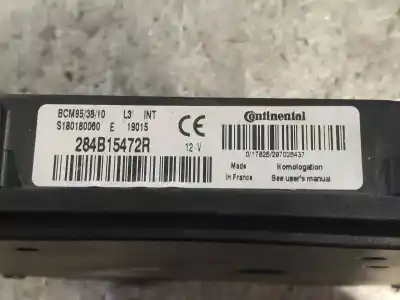 BCM95/38/10 L3 INT
S180180060 E 19015
284B15472R
CE
12 V
Continental
0/17825/297026437
Made in France
Homologation
See user's manual